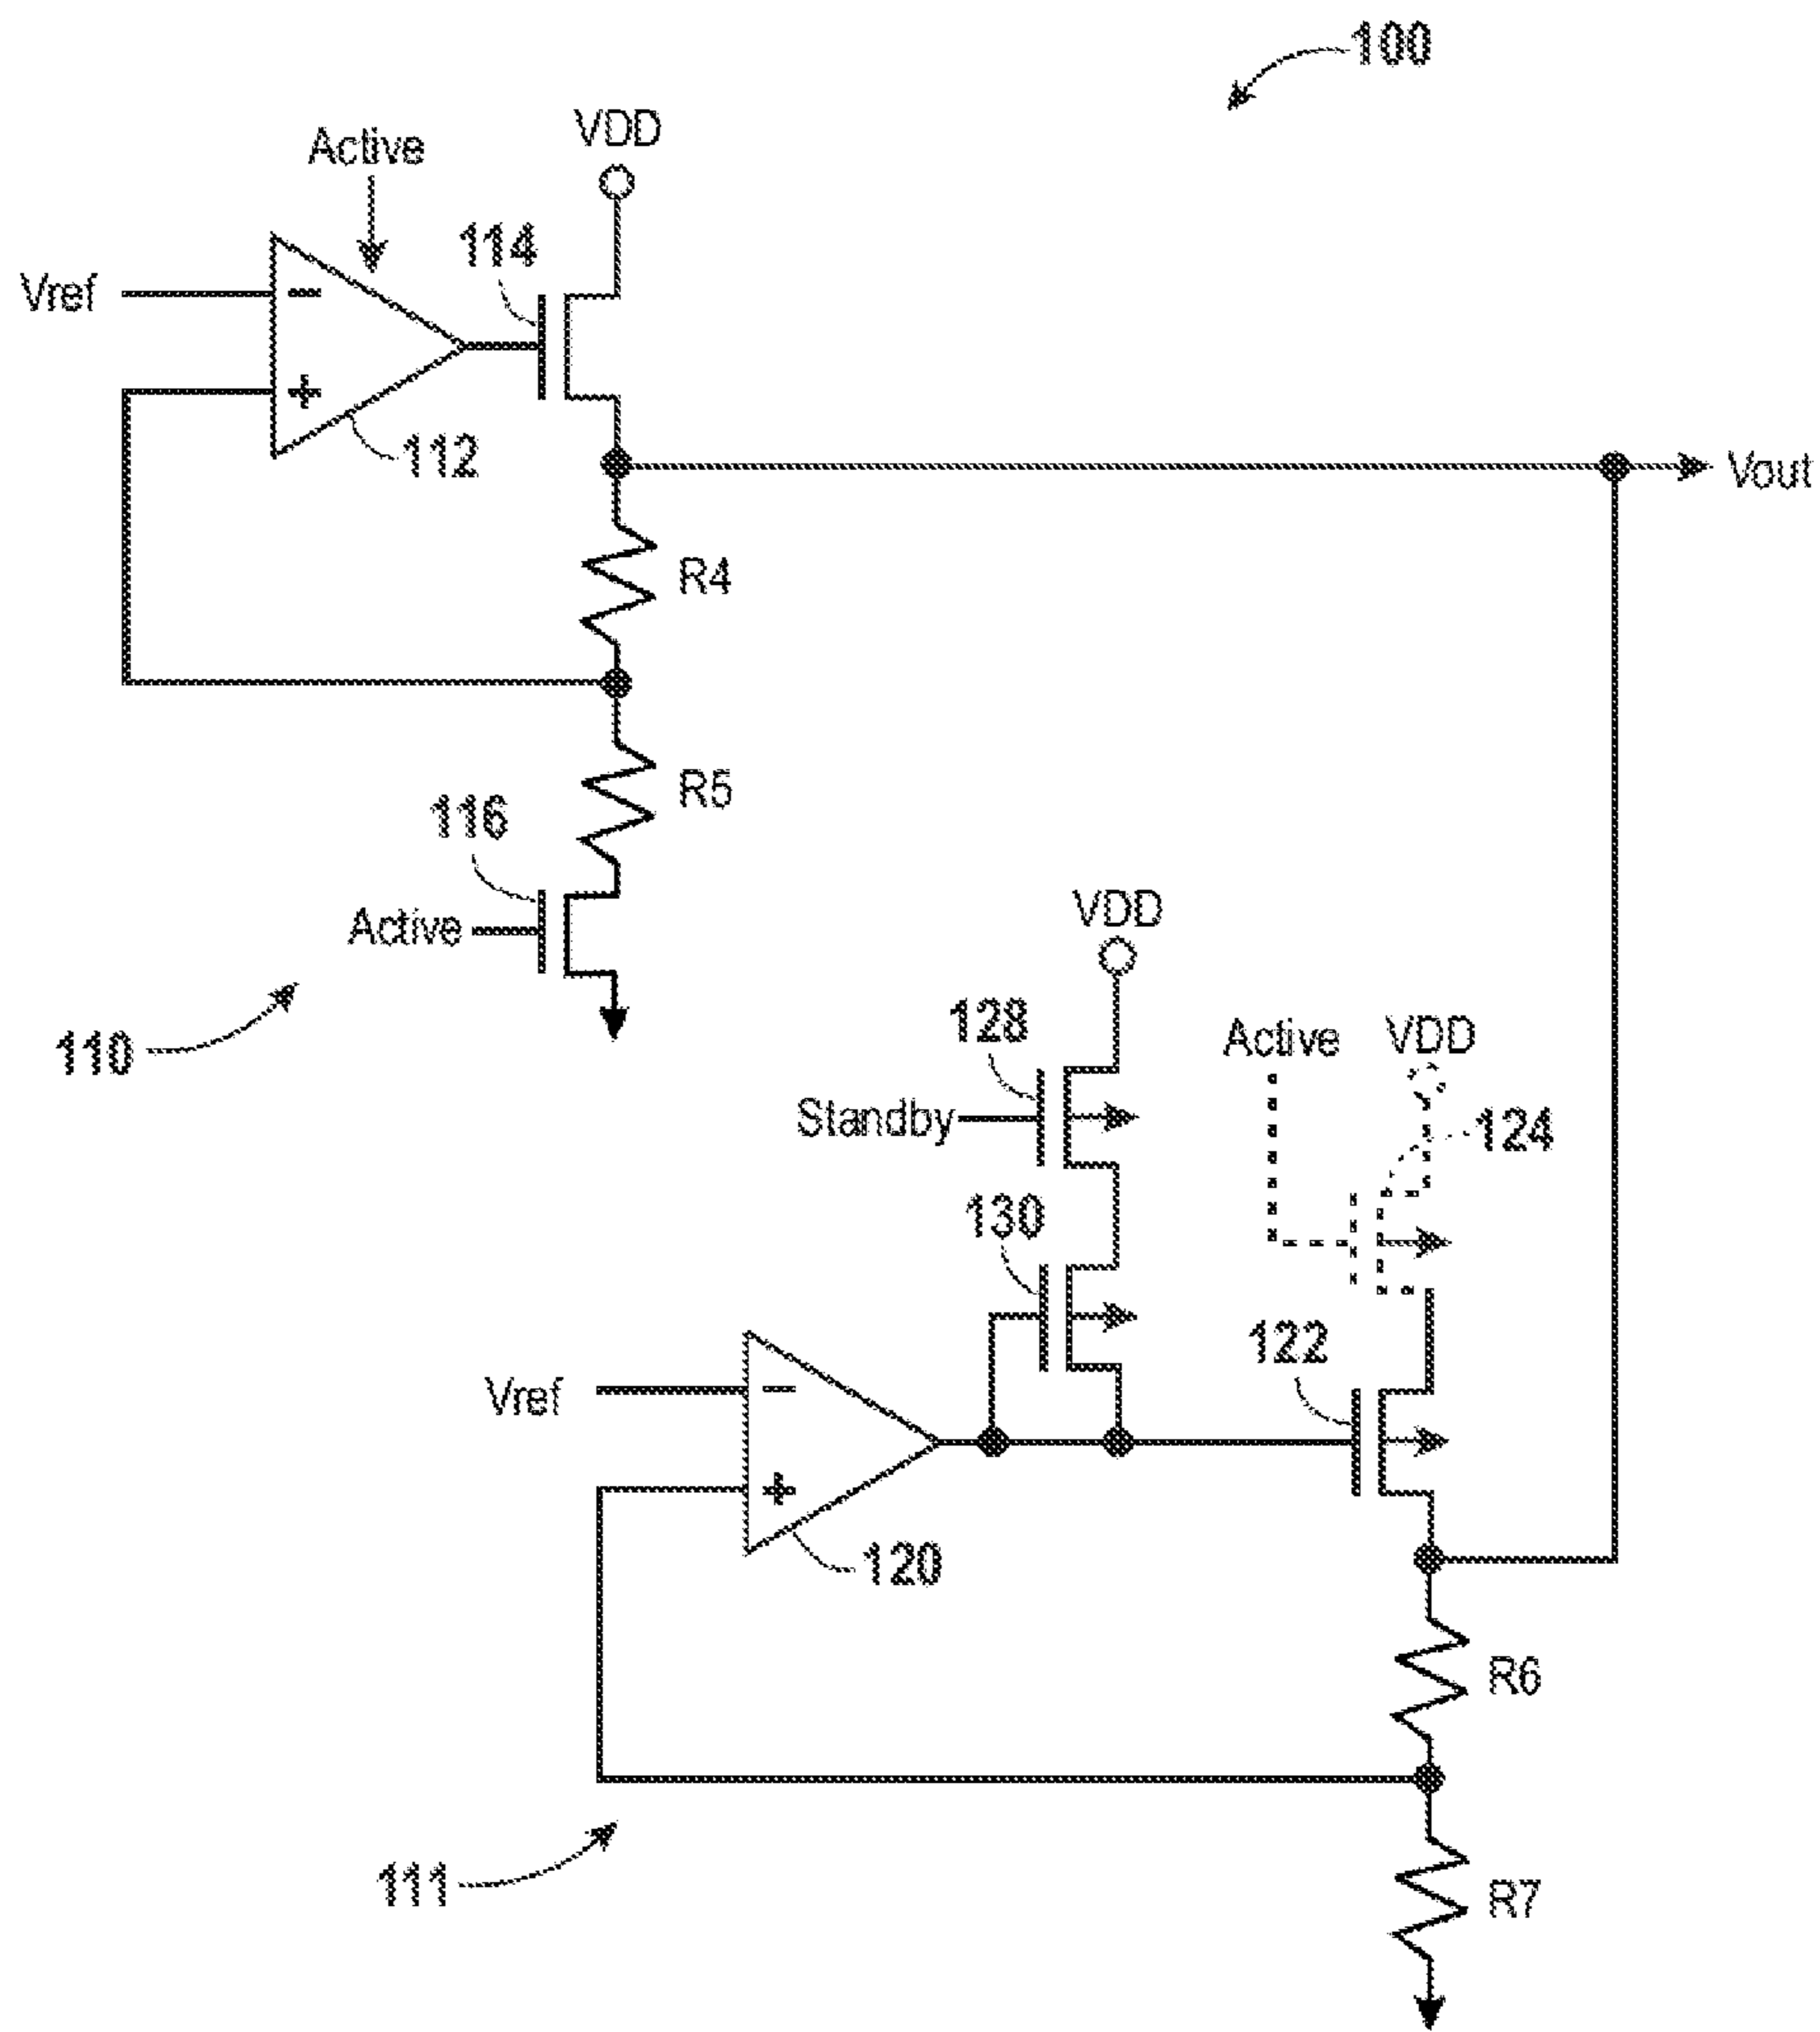 100
VDD
Active
114
Vref
−
+
112
Vout
R4
R5
116
Active
110
VDD
128
Standby
Active
VDD
124
130
122
Vref
−
+
120
R6
111
R7